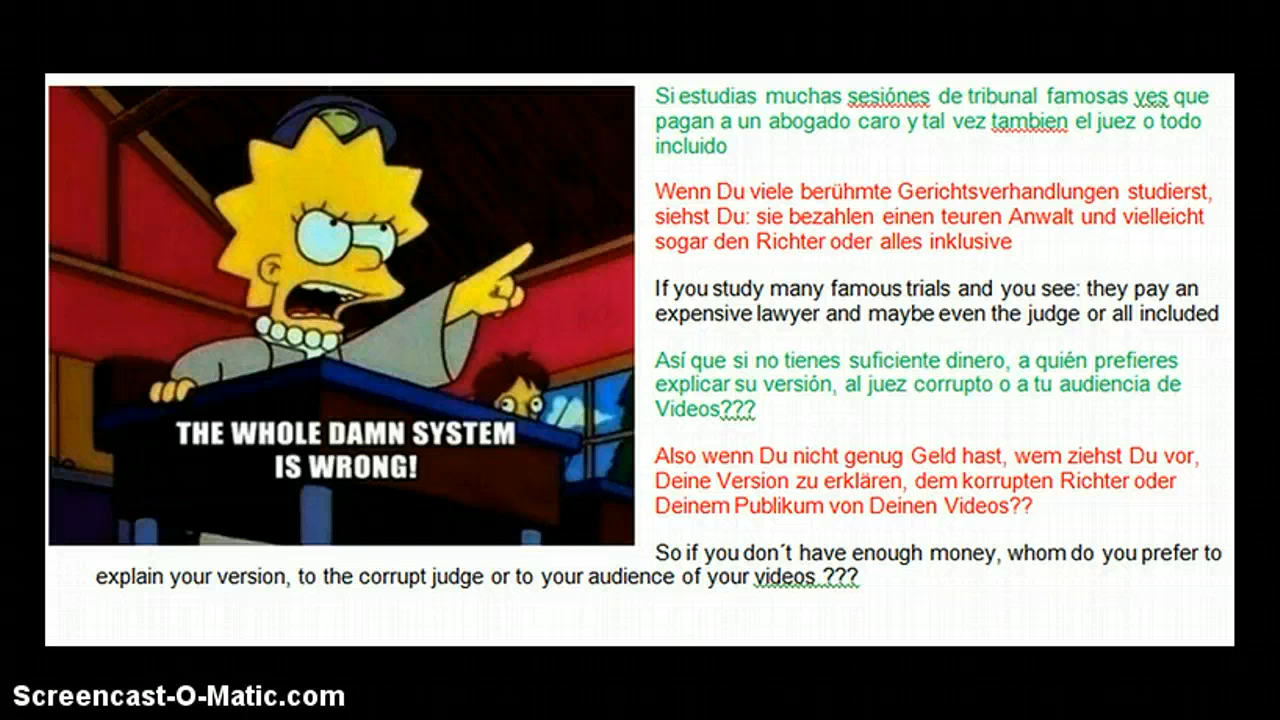 Si estudias muchas sesiónes de tribunal famosas yes que
pagan a un abogado caro y tal vez tambien el juez o todo
incluido
Wenn Du viele berühmte Gerichtsverhandlungen studierst,
siehst Du: sie bezahlen einen teuren Anwalt und vielleicht
sogar den Richter oder alles inklusive
If you study many famous trials and you see: they pay an
expensive lawyer and maybe even the judge or all included
Así que si no tienes suficiente dinero, a quién prefieres
explicar su versión, al juez corrupto o a tu audiencia de
Videos???
Also wenn Du nicht genug Geld hast, wem ziehst Du vor,
Deine Version zu erklären, dem korrupten Richter oder
Deinem Publikum von Deinen Videos??
So if you don´t have enough money, whom do you prefer to
explain your version, to the corrupt judge or to your audience of your videos ???
THE WHOLE DAMN SYSTEM
IS WRONG!
Screencast-O-Matic.com